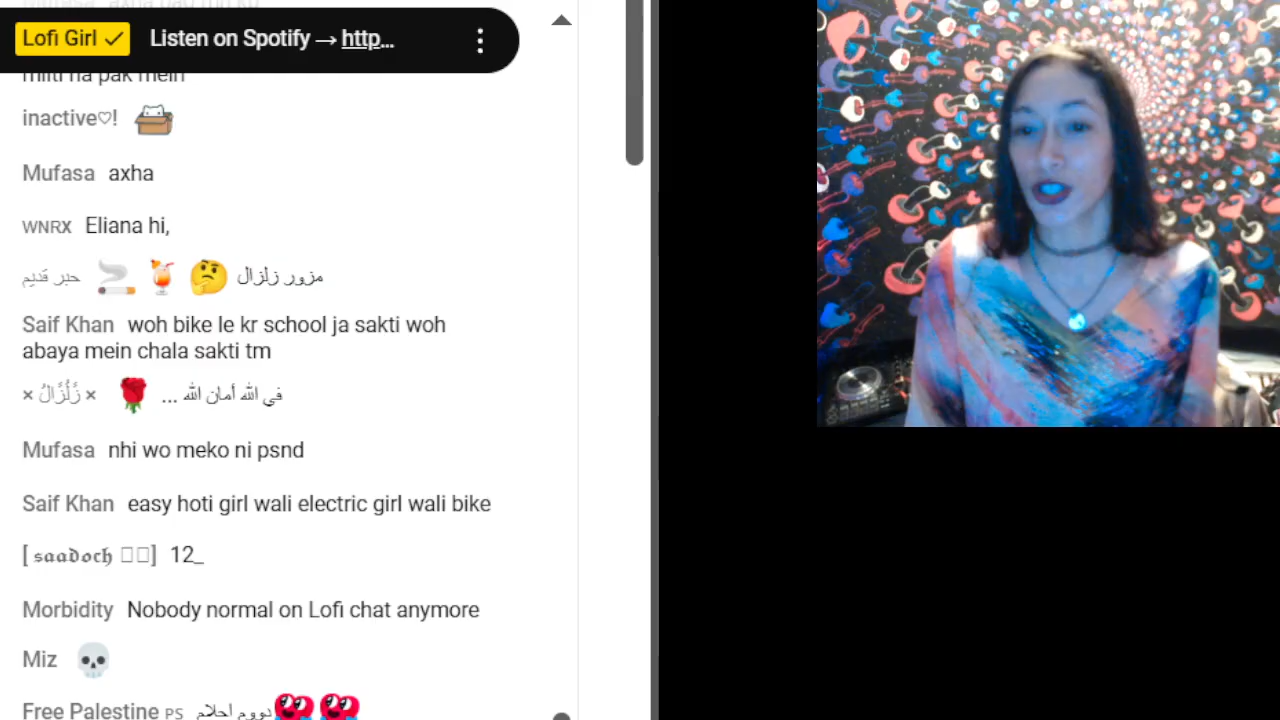 Lofi Girl Listen on Spotify → http...
milti na pak mein
inactive♡!
Mufasa axha
WNRX Eliana hi,
حبر قديم 🚬 🍹 🤔 مزور زلزال
Saif Khan woh bike le kr school ja sakti woh
abaya mein chala sakti tm
× زَُلَُزَّالُ × 🌹 في الله أمان الله ...
Mufasa nhi wo meko ni psnd
Saif Khan easy hoti girl wali electric girl wali bike
[ 𝖘𝖆𝖆𝖉𝖔𝖈𝖍 □□] 12_
Morbidity Nobody normal on Lofi chat anymore
Miz 💀
Free Palestine PS دووم احلام